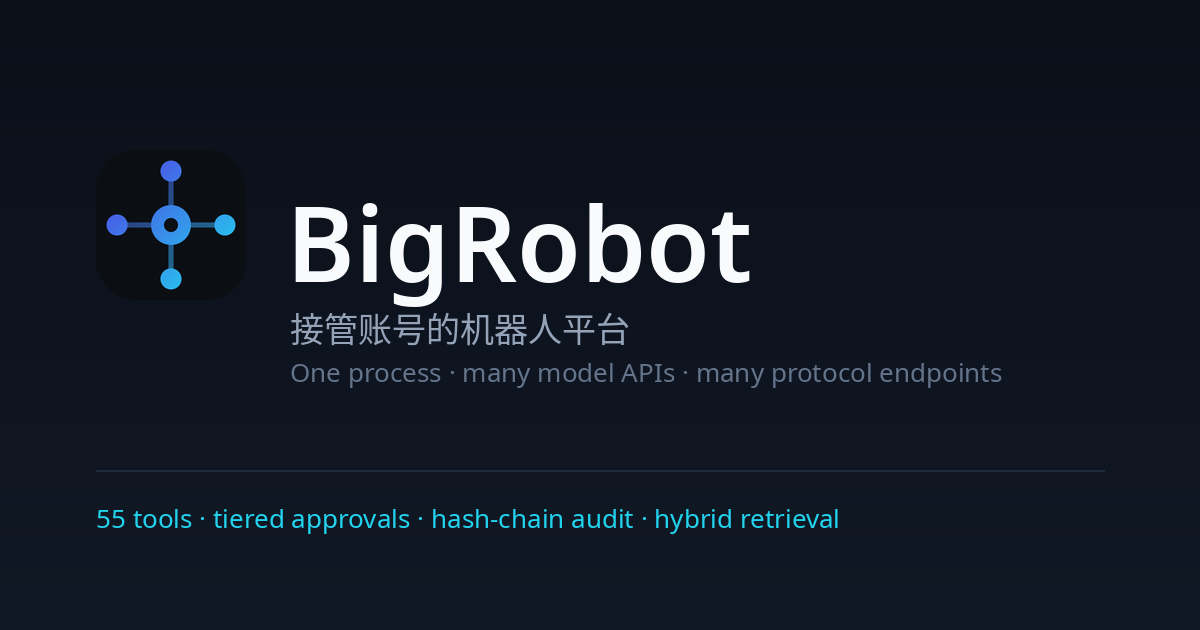 BigRobot
接管账号的机器人平台
One process · many model APIs · many protocol endpoints
55 tools · tiered approvals · hash-chain audit · hybrid retrieval